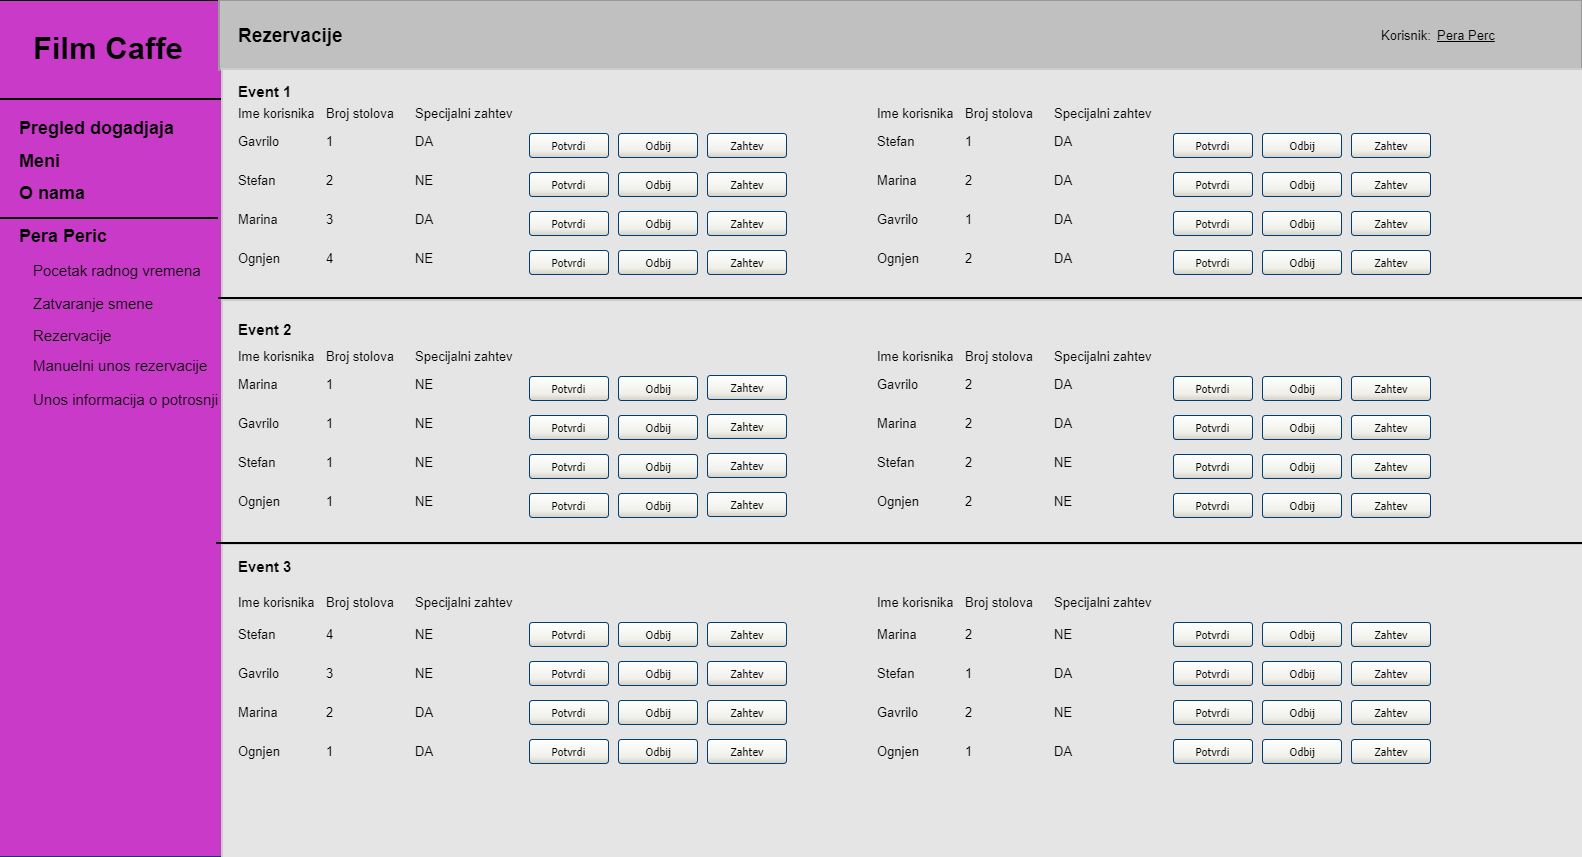 Film Caffe
Pregled dogadjaja
Meni
O nama
Pera Peric
Pocetak radnog vremena
Zatvaranje smene
Rezervacije
Manuelni unos rezervacije
Unos informacija o potrosnji
Rezervacije
Korisnik: Pera Perc
Event 1
Ime korisnika Broj stolova Specijalni zahtev
Gavrilo 1 DA Potvrdi Odbij Zahtev
Stefan 2 NE Potvrdi Odbij Zahtev
Marina 3 DA Potvrdi Odbij Zahtev
Ognjen 4 NE Potvrdi Odbij Zahtev
Ime korisnika Broj stolova Specijalni zahtev
Stefan 1 DA Potvrdi Odbij Zahtev
Marina 2 DA Potvrdi Odbij Zahtev
Gavrilo 1 DA Potvrdi Odbij Zahtev
Ognjen 2 DA Potvrdi Odbij Zahtev
Event 2
Ime korisnika Broj stolova Specijalni zahtev
Marina 1 NE Potvrdi Odbij Zahtev
Gavrilo 1 NE Potvrdi Odbij Zahtev
Stefan 1 NE Potvrdi Odbij Zahtev
Ognjen 1 NE Potvrdi Odbij Zahtev
Ime korisnika Broj stolova Specijalni zahtev
Gavrilo 2 DA Potvrdi Odbij Zahtev
Marina 2 DA Potvrdi Odbij Zahtev
Stefan 2 NE Potvrdi Odbij Zahtev
Ognjen 2 NE Potvrdi Odbij Zahtev
Event 3
Ime korisnika Broj stolova Specijalni zahtev
Stefan 4 NE Potvrdi Odbij Zahtev
Gavrilo 3 NE Potvrdi Odbij Zahtev
Marina 2 DA Potvrdi Odbij Zahtev
Ognjen 1 DA Potvrdi Odbij Zahtev
Ime korisnika Broj stolova Specijalni zahtev
Marina 2 NE Potvrdi Odbij Zahtev
Stefan 1 DA Potvrdi Odbij Zahtev
Gavrilo 2 NE Potvrdi Odbij Zahtev
Ognjen 1 DA Potvrdi Odbij Zahtev